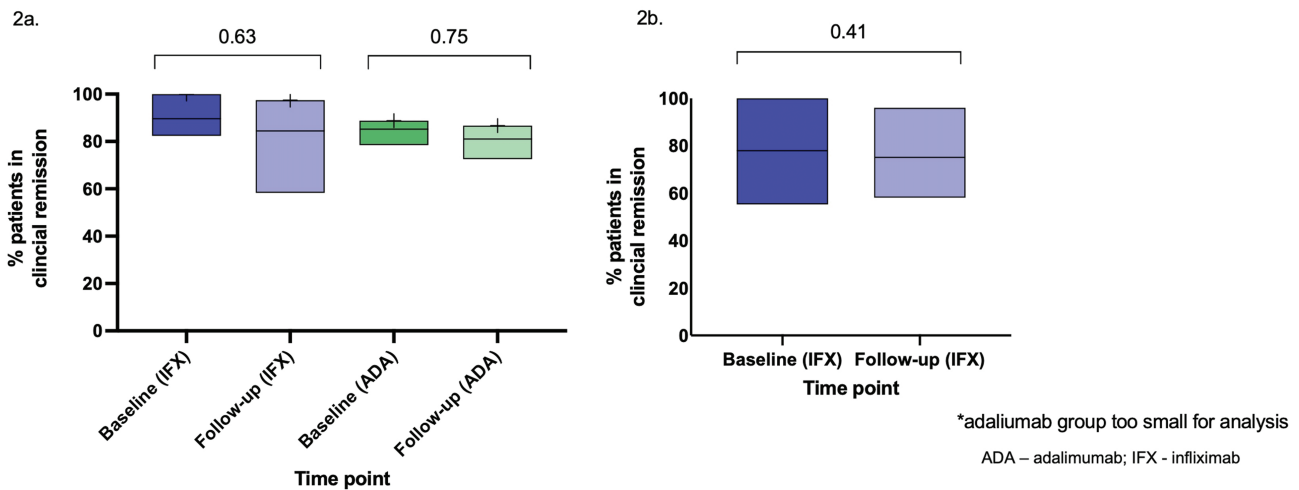 2a.
0.63
0.75
% patients in
clincial remission
100
80
60
40
20
0
Baseline (IFX)
Follow-up (IFX)
Baseline (ADA)
Follow-up (ADA)
Time point
2b.
0.41
% patients in
clincial remission
100
80
60
40
20
0
Baseline (IFX)
Follow-up (IFX)
Time point
*adaliumab group too small for analysis
ADA – adalimumab; IFX - infliximab